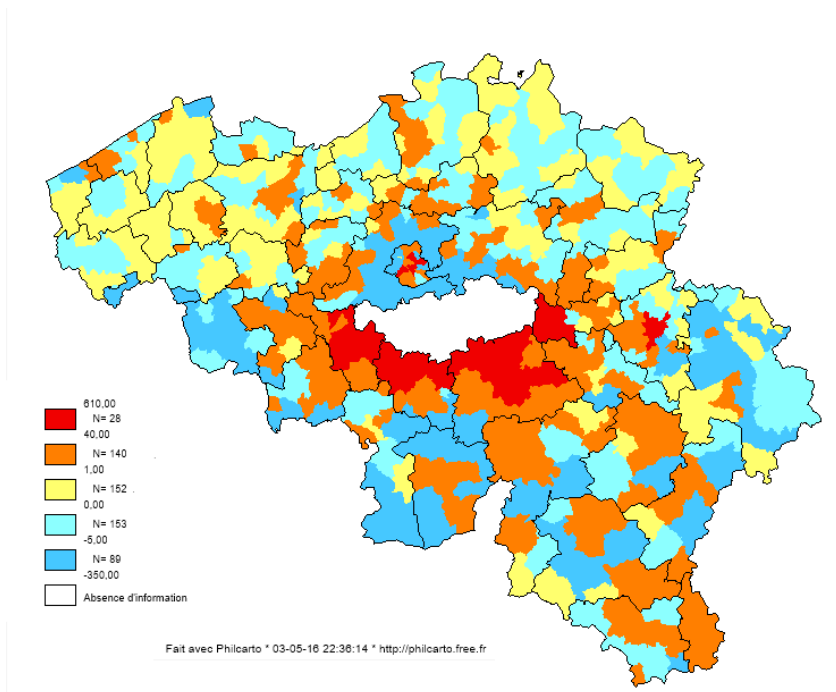 610,00
N= 28
40,00
N= 140
1,00
N= 152
0,00
N= 153
-5,00
N= 89
-350,00
Absence d'information
Fait avec Philcarto * 03-05-16 22:36:14 * http://philcarto.free.fr